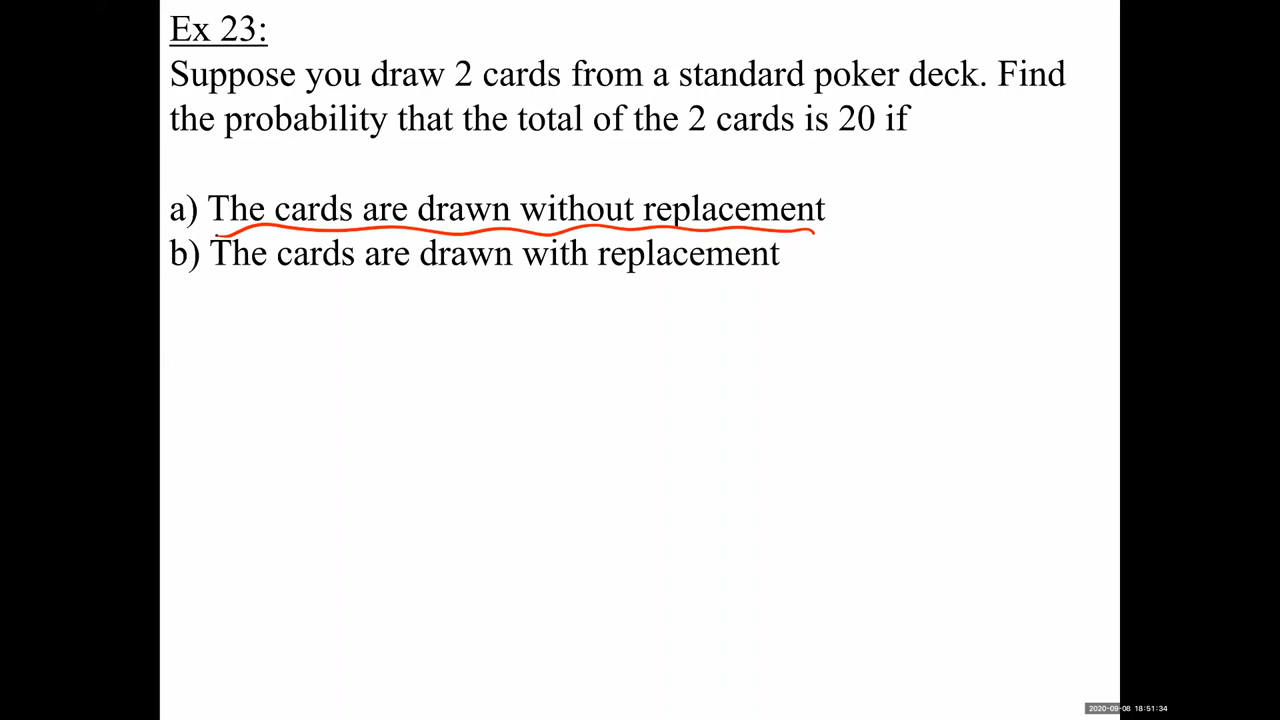 Ex 23:
Suppose you draw 2 cards from a standard poker deck. Find
the probability that the total of the 2 cards is 20 if
a) The cards are drawn without replacement
b) The cards are drawn with replacement
2020-09-08 18:51:34